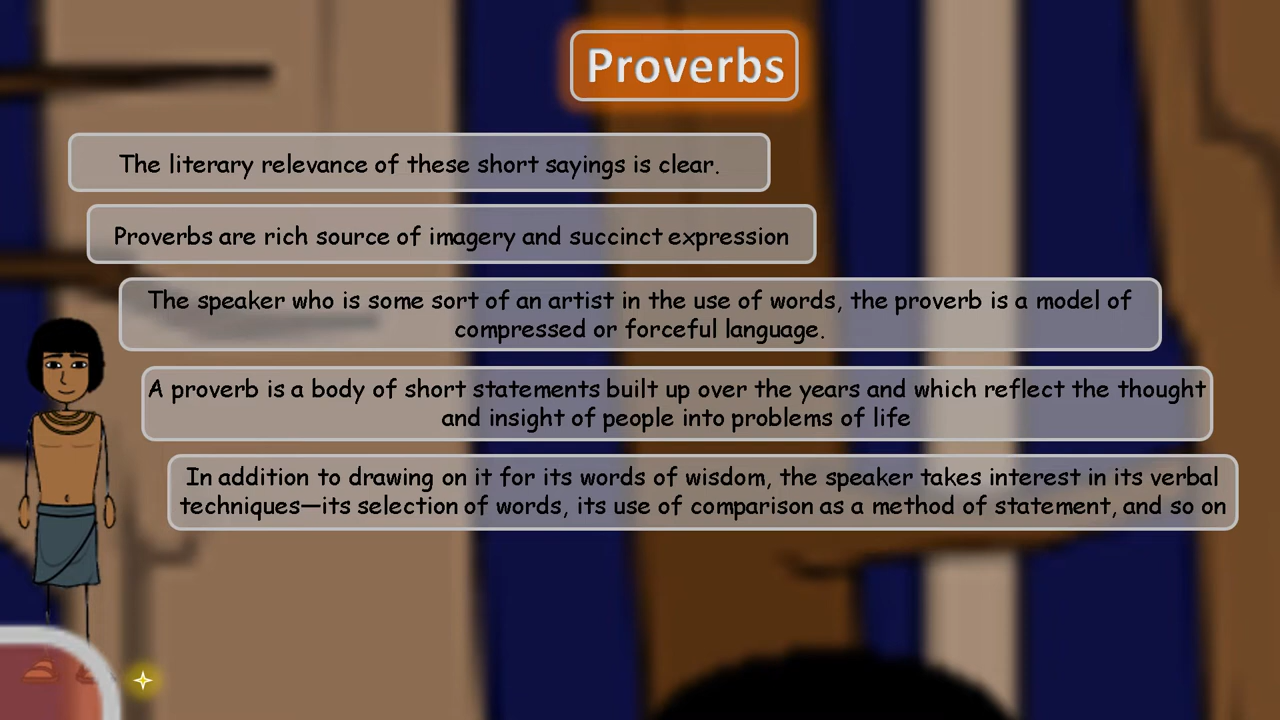 Proverbs
The literary relevance of these short sayings is clear.
Proverbs are rich source of imagery and succinct expression
The speaker who is some sort of an artist in the use of words, the proverb is a model of
compressed or forceful language.
A proverb is a body of short statements built up over the years and which reflect the thought
and insight of people into problems of life
In addition to drawing on it for its words of wisdom, the speaker takes interest in its verbal
techniques—its selection of words, its use of comparison as a method of statement, and so on